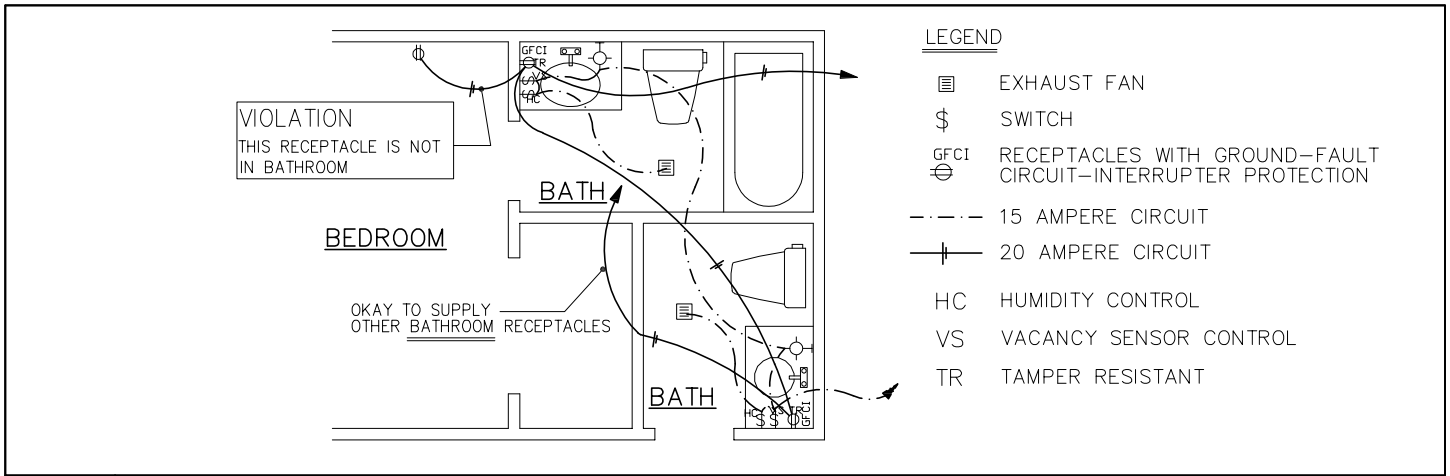 VIOLATION
THIS RECEPTACLE IS NOT
IN BATHROOM
GFCI
TR
VS
HC
BATH
BEDROOM
OKAY TO SUPPLY
OTHER BATHROOM RECEPTACLES
BATH
HC VS TR
GFCI
LEGEND
EXHAUST FAN
$ SWITCH
GFCI RECEPTACLES WITH GROUND-FAULT
CIRCUIT-INTERRUPTER PROTECTION
15 AMPERE CIRCUIT
20 AMPERE CIRCUIT
HC HUMIDITY CONTROL
VS VACANCY SENSOR CONTROL
TR TAMPER RESISTANT